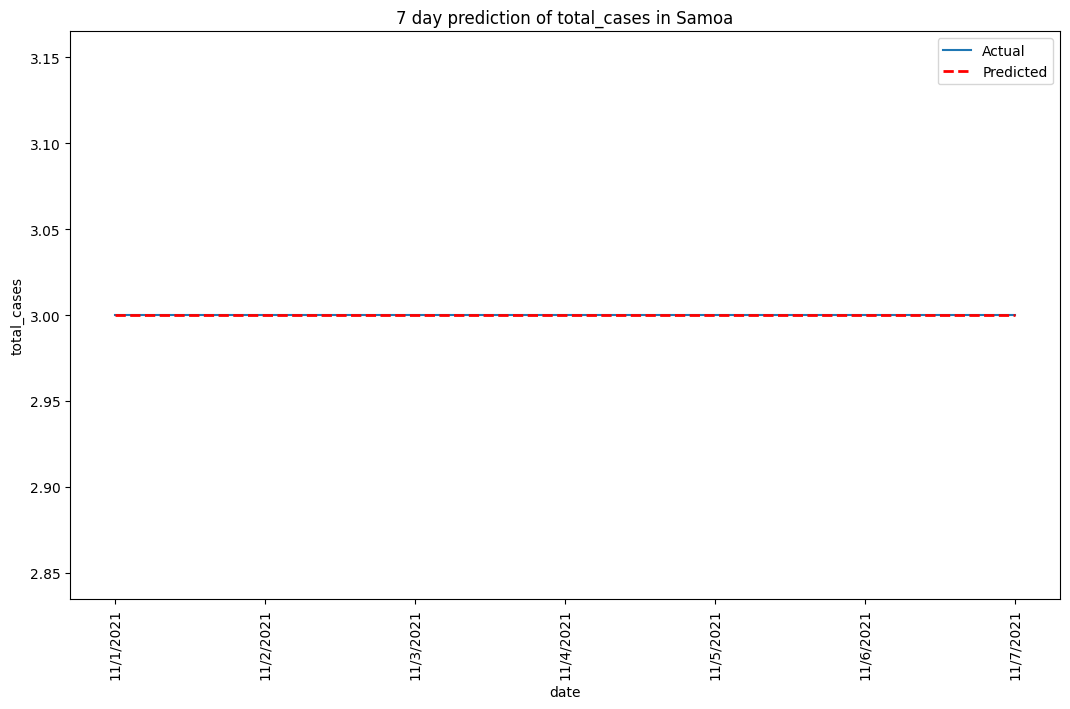 7 day prediction of total_cases in Samoa
Actual
Predicted
3.15
3.10
3.05
3.00
2.95
2.90
2.85
total_cases
11/1/2021
11/2/2021
11/3/2021
11/4/2021
11/5/2021
11/6/2021
11/7/2021
date